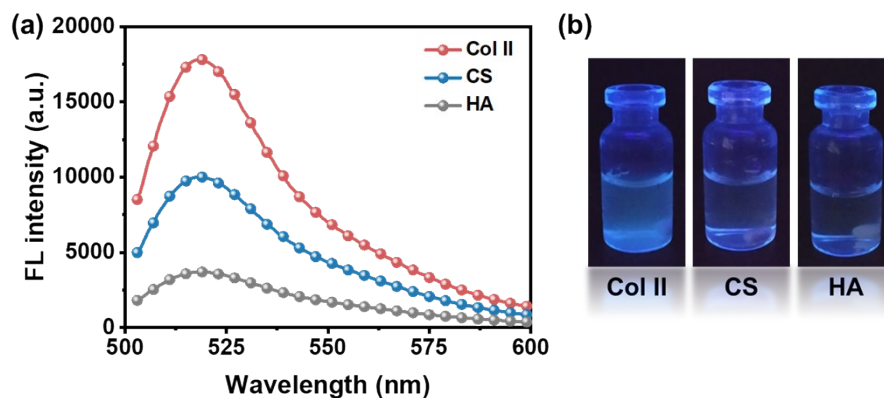 (a)
FL intensity (a.u.)
20000
15000
10000
5000
0
500
525
550
575
600
Wavelength (nm)
Col II
CS
HA
(b)
Col II
CS
HA